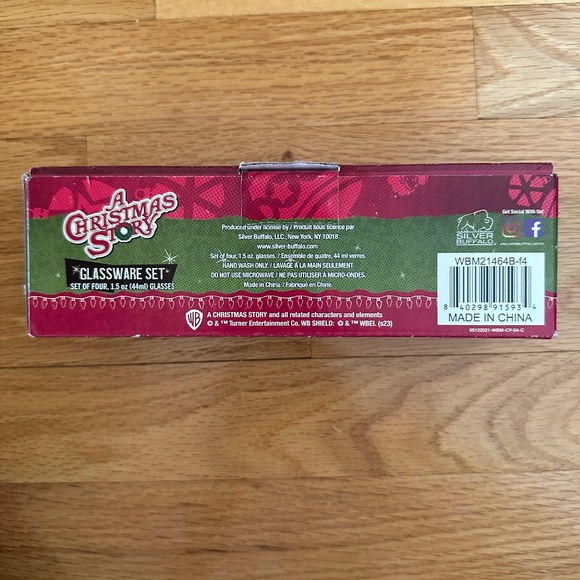 A
CHRISTMAS
STORY
GLASSWARE SET
SET OF FOUR, 1.5 oz (44ml) GLASSES
Produced under license by / Produit sous licence par
Silver Buffalo, LLC., New York, NY, 10018
www.silver-buffalo.com
Set of four, 1.5 oz. glasses. / Ensemble de quatre, 44 ml verres.
HAND WASH ONLY / LAVAGE À LA MAIN SEULEMENT.
DO NOT USE MICROWAVE / NE PAS UTILISER À MICRO-ONDES.
Made in China. / Fabriqué en Chine.
WB
A CHRISTMAS STORY and all related characters and elements
© & ™ Turner Entertainment Co. WB SHIELD: © & ™ WBEI. (s23)
SILVER
BUFFALO
Get Social With Us!
f
WBM21464B-f4
8 40298 91593 4
MADE IN CHINA
05122021-WBM-CY-S4-C